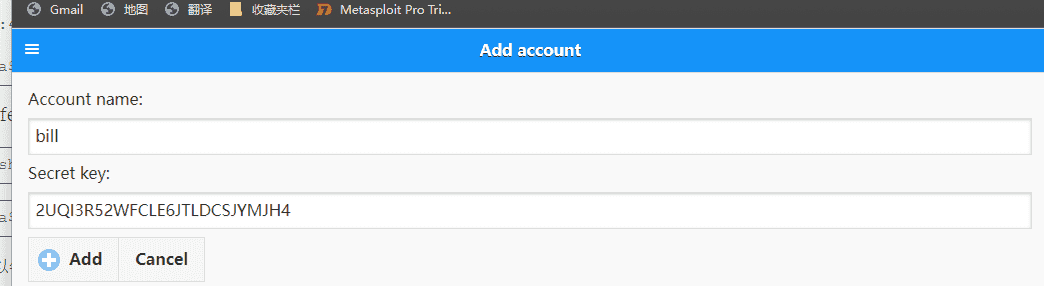 Gmail 地图 翻译 收藏夹栏 Metasploit Pro Tri...
Add account
Account name:
bill
Secret key:
2UQI3R52WFCLE6JTLDCSJYMJH4
Add Cancel